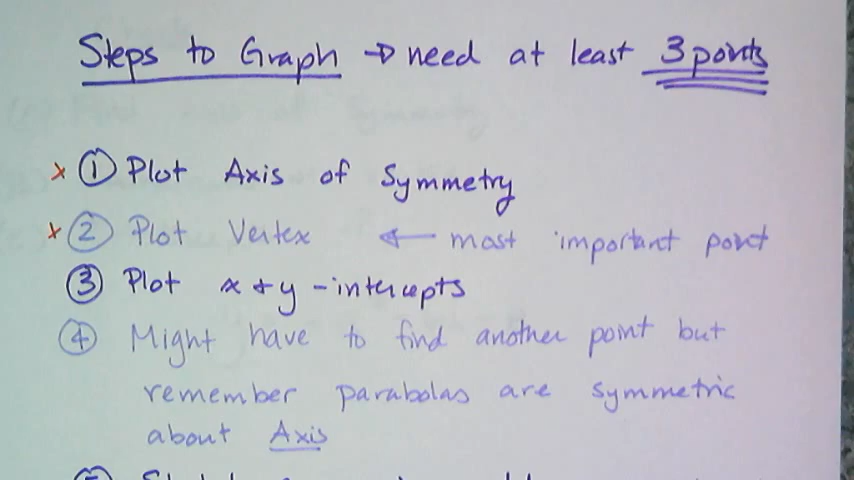 Steps to Graph → need at least 3 points
x ① Plot Axis of Symmetry
x ② Plot Vertex ← most important point
③ Plot x + y - intercepts
④ Might have to find another point but
remember parabolas are symmetric
about Axis